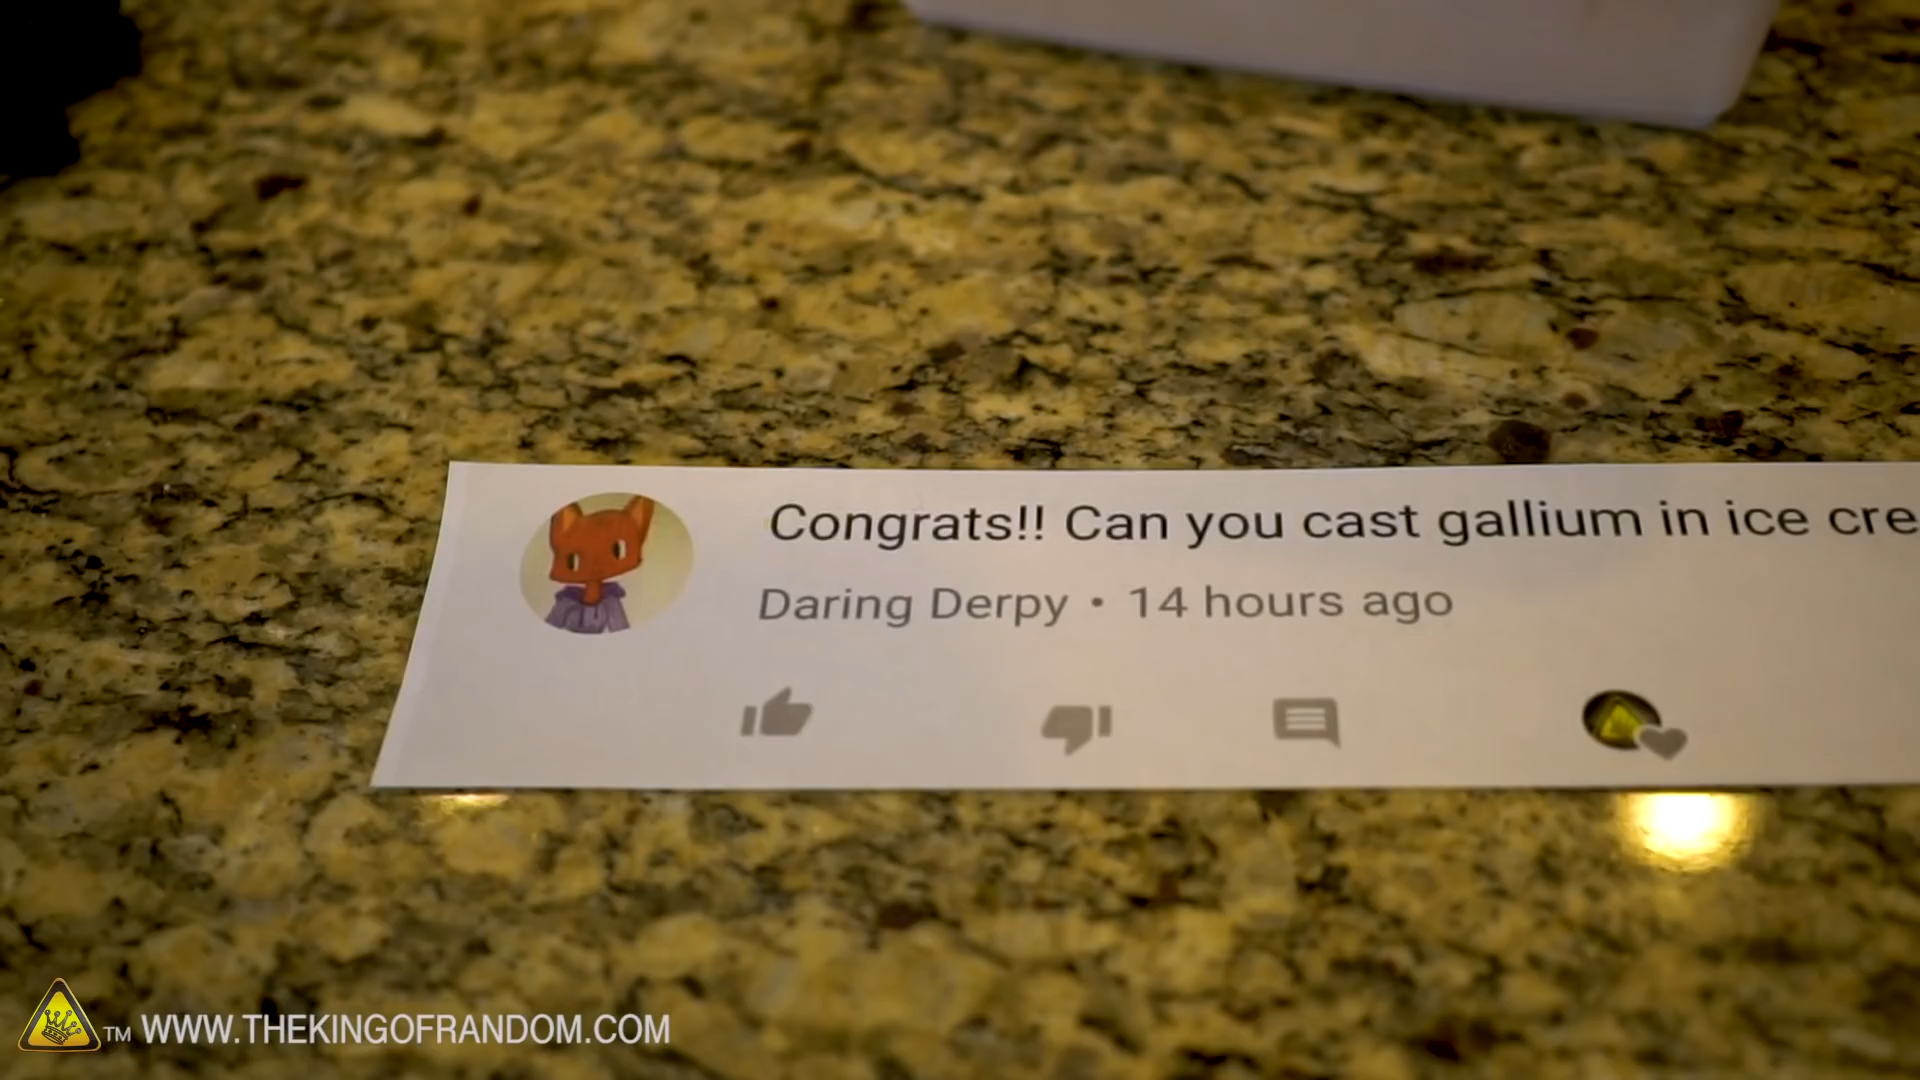 Congrats!! Can you cast gallium in ice cre
Daring Derpy • 14 hours ago
TM WWW.THEKINGOFRANDOM.COM